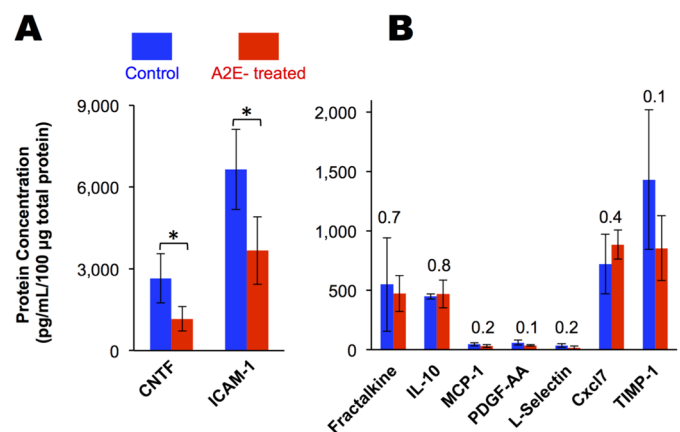 A
B
Control
A2E- treated
Protein Concentration
(pg/mL/100 µg total protein)
9,000
6,000
3,000
0
*
*
CNTF
ICAM-1
2,000
1,500
1,000
500
0
0.7
0.8
0.2
0.1
0.2
0.4
0.1
Fractalkine
IL-10
MCP-1
PDGF-AA
L-Selectin
Cxcl7
TIMP-1